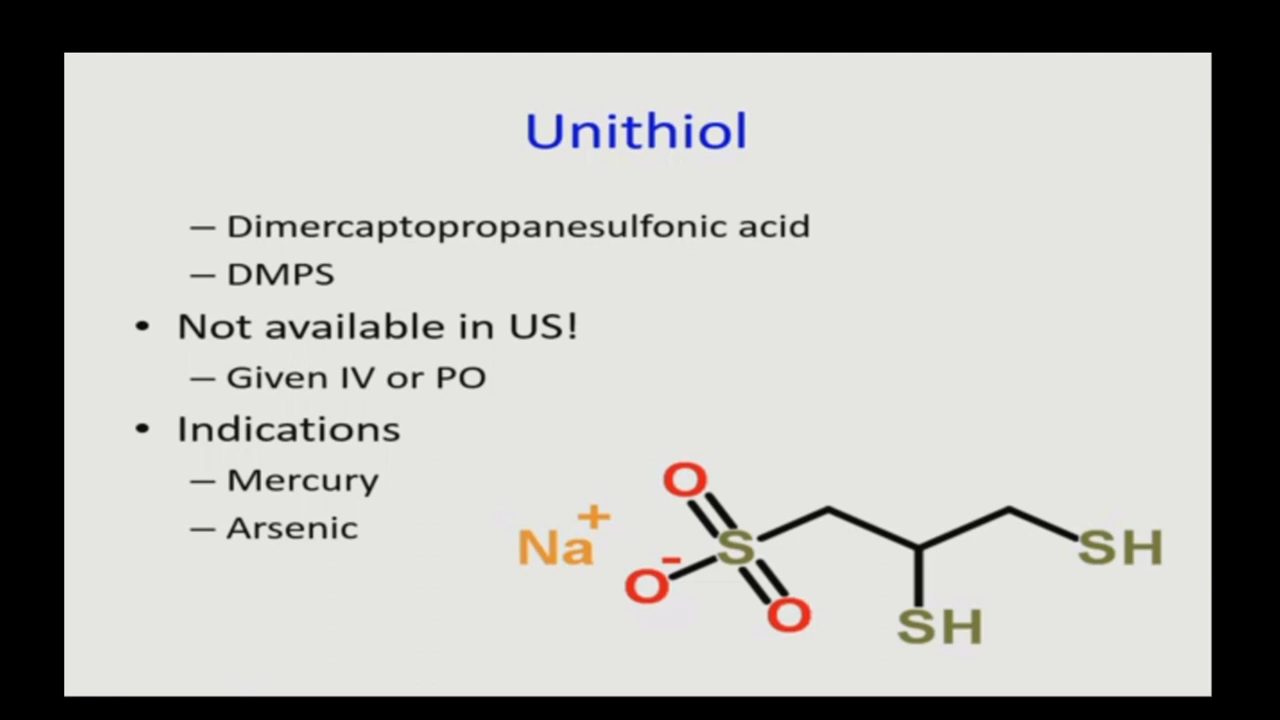 Unithiol
– Dimercaptopropanesulfonic acid
– DMPS
• Not available in US!
– Given IV or PO
• Indications
– Mercury
– Arsenic
O
Na+
O-
S
O
SH
SH